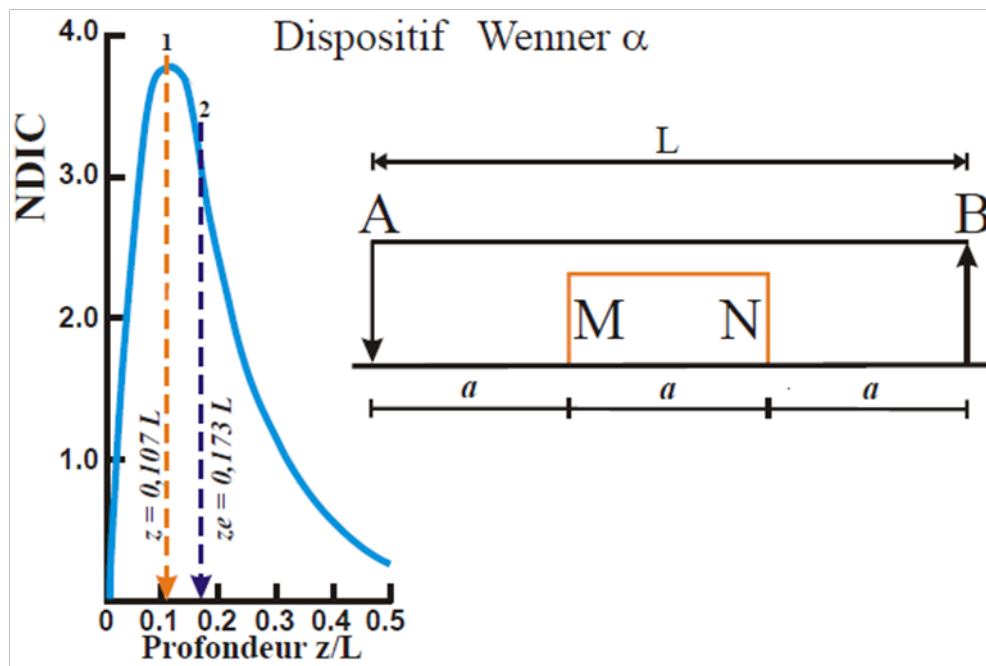 Dispositif Wenner α
4.0
3.0
2.0
1.0
NDIC
1
2
z = 0,107 L
ze = 0,173 L
0 0.1 0.2 0.3 0.4 0.5
Profondeur z/L
L
A B
M N
a a a